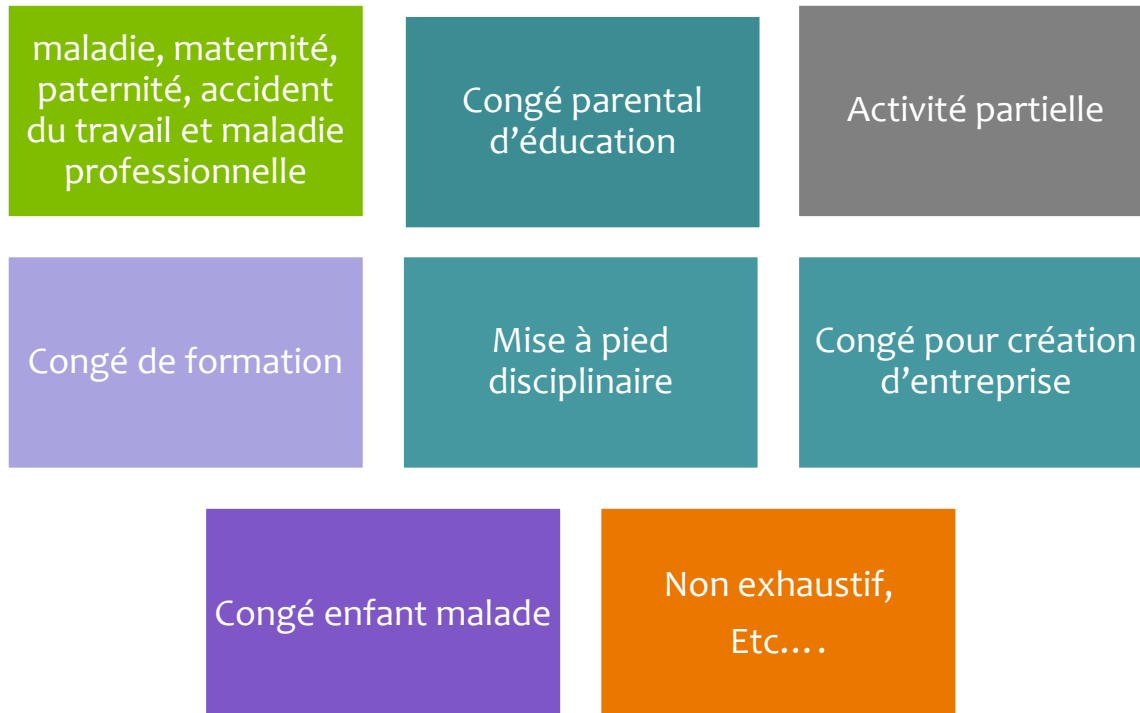 maladie, maternité,
paternité, accident
du travail et maladie
professionnelle
Congé parental
d’éducation
Activité partielle
Congé de formation
Mise à pied
disciplinaire
Congé pour création
d’entreprise
Congé enfant malade
Non exhaustif,
Etc….